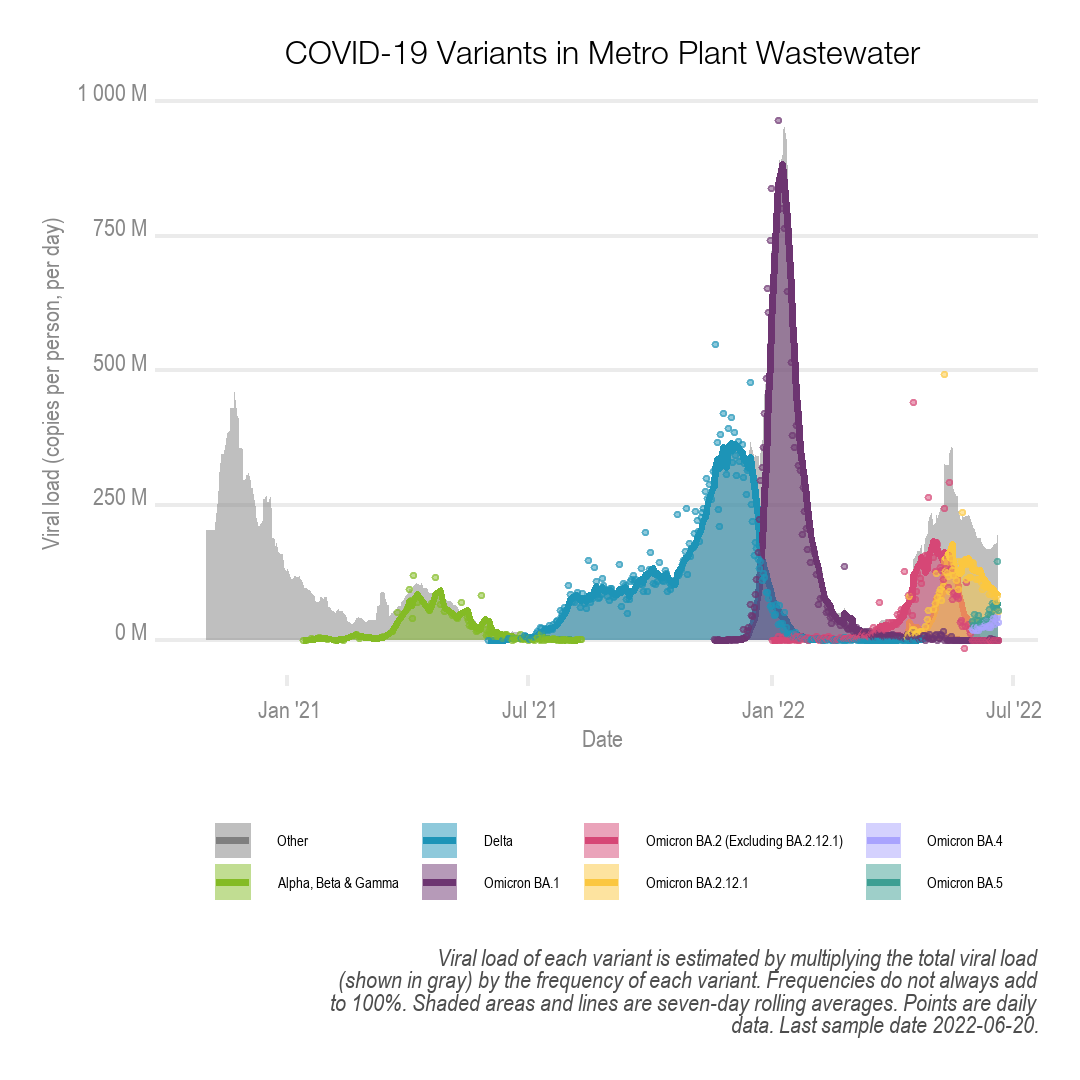 COVID-19 Variants in Metro Plant Wastewater
1 000 M
750 M
500 M
250 M
0 M
Viral load (copies per person, per day)
Jan '21
Jul '21
Jan '22
Jul '22
Date
Other
Delta
Omicron BA.2 (Excluding BA.2.12.1)
Omicron BA.4
Alpha, Beta & Gamma
Omicron BA.1
Omicron BA.2.12.1
Omicron BA.5
Viral load of each variant is estimated by multiplying the total viral load
(shown in gray) by the frequency of each variant. Frequencies do not always add
to 100%. Shaded areas and lines are seven-day rolling averages. Points are daily
data. Last sample date 2022-06-20.